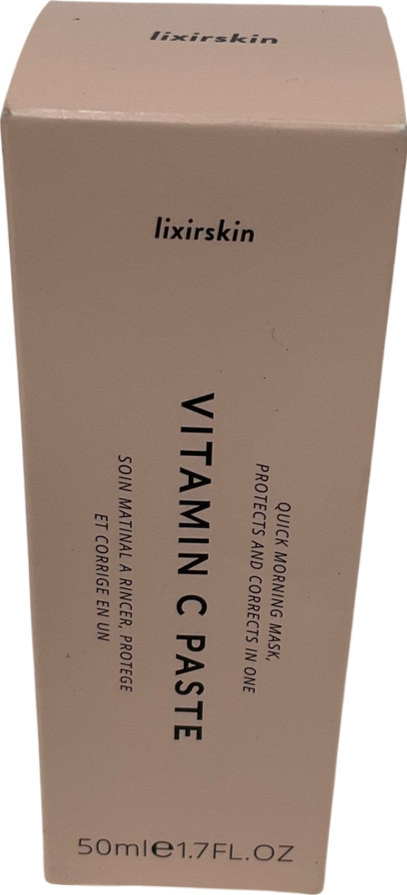 lixirskin
lixirskin
QUICK MORNING MASK,
PROTECTS AND CORRECTS IN ONE
VITAMIN C PASTE
SOIN MATINAL A RINCER, PROTEGE
ET CORRIGE EN UN
50ml℮1.7FL.OZ